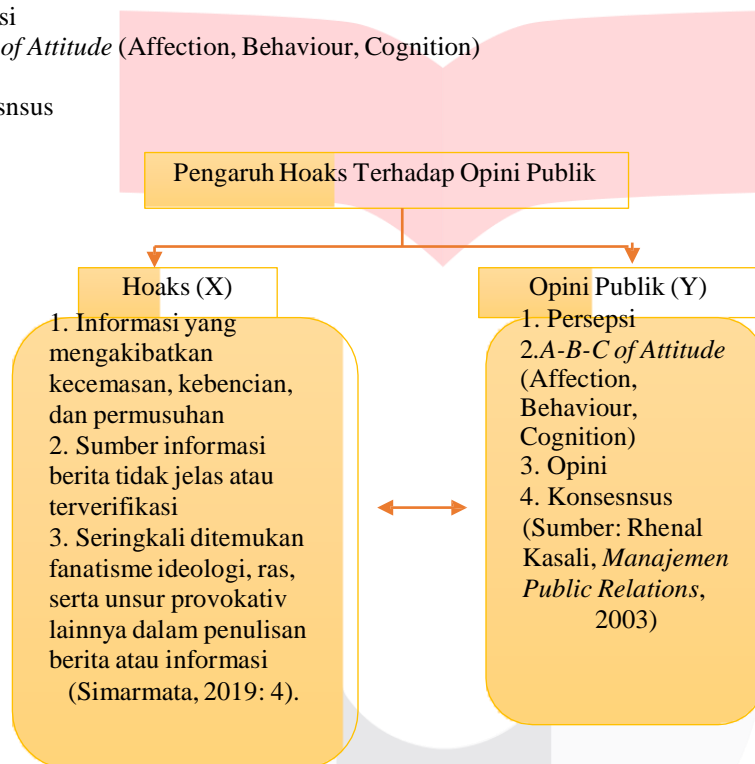 si
of Attitude (Affection, Behaviour, Cognition)
snsus
Pengaruh Hoaks Terhadap Opini Publik
Hoaks (X)
1. Informasi yang
mengakibatkan
kecemasan, kebencian,
dan permusuhan
2. Sumber informasi
berita tidak jelas atau
terverifikasi
3. Seringkali ditemukan
fanatisme ideologi, ras,
serta unsur provokativ
lainnya dalam penulisan
berita atau informasi
(Simarmata, 2019: 4).
Opini Publik (Y)
1. Persepsi
2.A-B-C of Attitude
(Affection,
Behaviour,
Cognition)
3. Opini
4. Konsesnsus
(Sumber: Rhenal
Kasali, Manajemen
Public Relations,
2003)